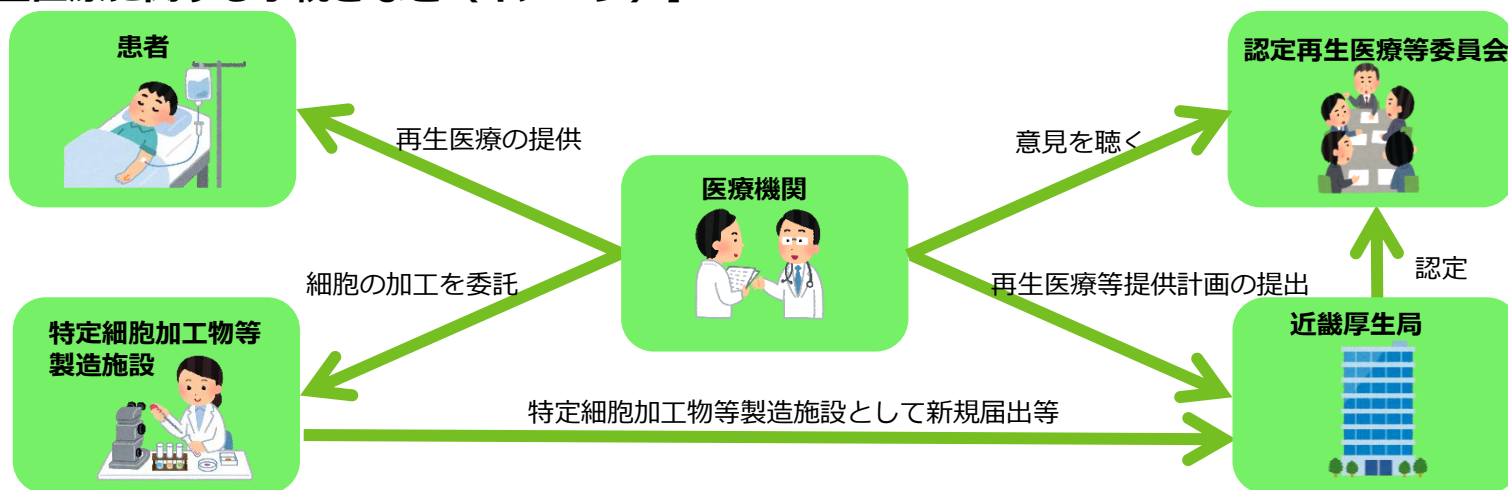 患者
認定再生医療等委員会
再生医療の提供
意見を聴く
医療機関
細胞の加工を委託
再生医療等提供計画の提出
認定
特定細胞加工物等
製造施設
近畿厚生局
特定細胞加工物等製造施設として新規届出等